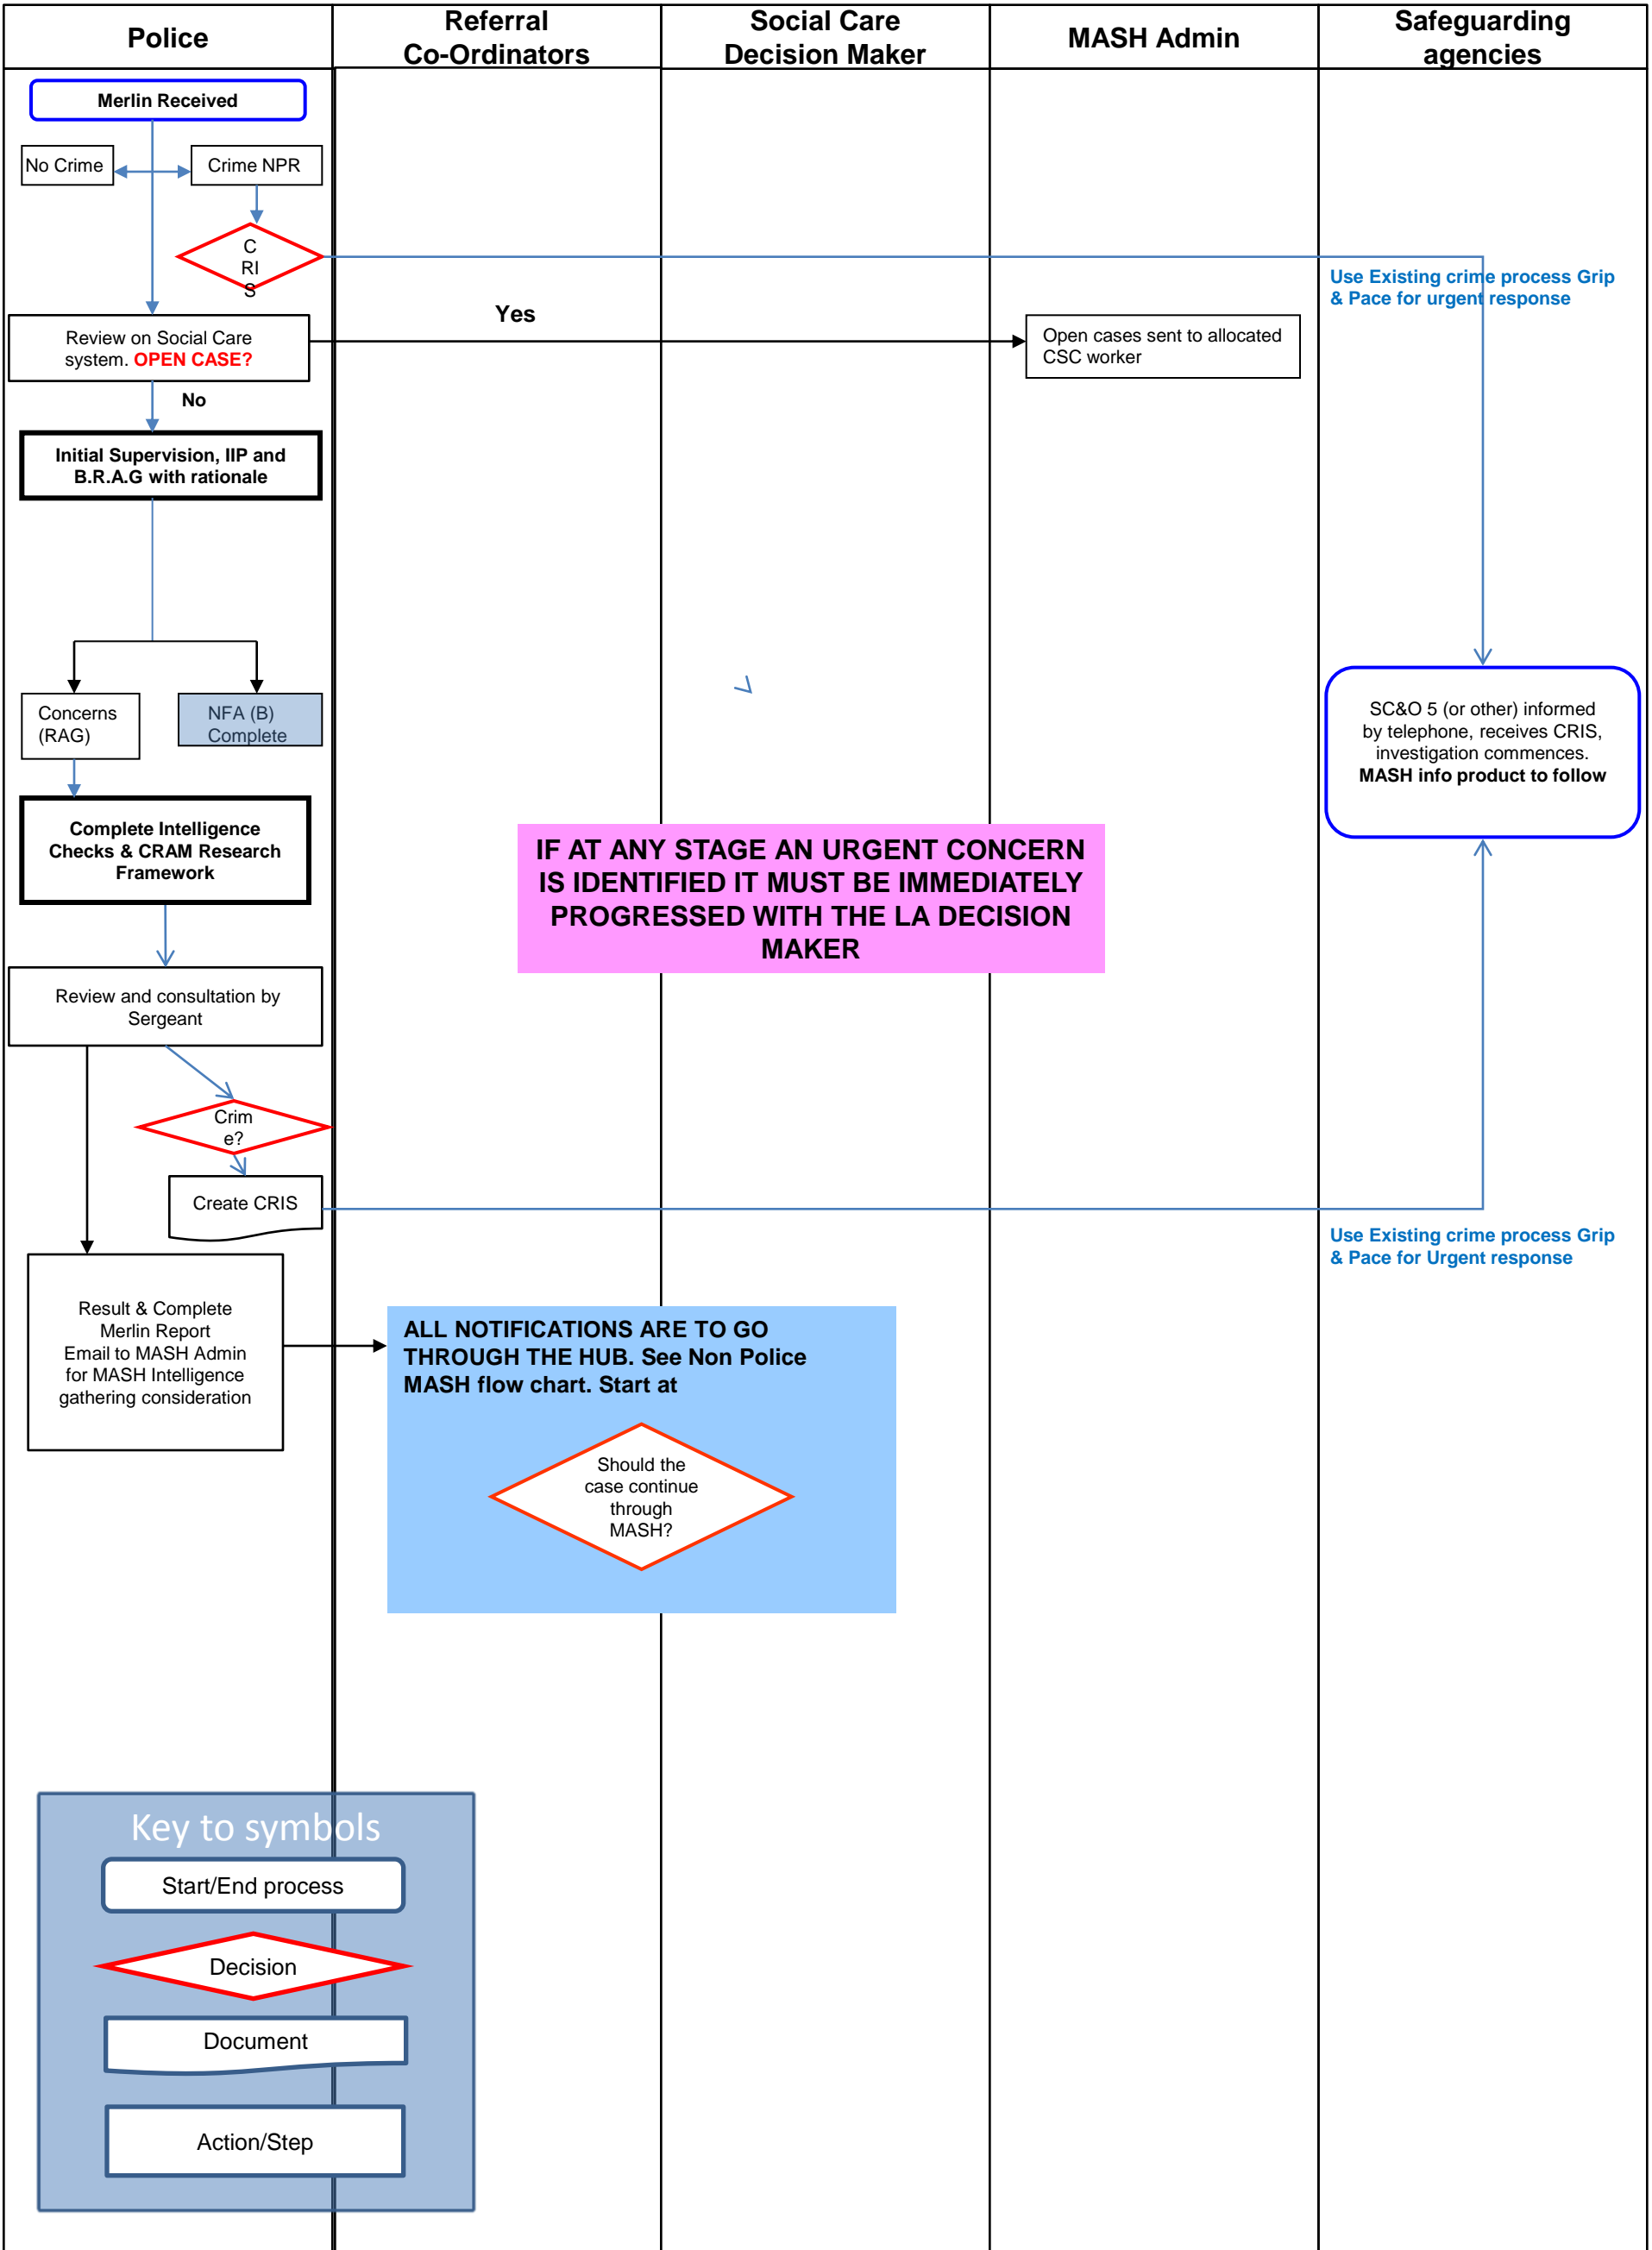 Police
Referral
Co-Ordinators
Social Care
Decision Maker
MASH Admin
Safeguarding
agencies
Merlin Received
No Crime
Crime NPR
C
RI
S
Use Existing crime process Grip
& Pace for urgent response
Yes
Review on Social Care
system. OPEN CASE?
Open cases sent to allocated
CSC worker
No
Initial Supervision, IIP and
B.R.A.G with rationale
Concerns
(RAG)
NFA (B)
Complete
SC&O 5 (or other) informed
by telephone, receives CRIS,
investigation commences.
MASH info product to follow
Complete Intelligence
Checks & CRAM Research
Framework
IF AT ANY STAGE AN URGENT CONCERN
IS IDENTIFIED IT MUST BE IMMEDIATELY
PROGRESSED WITH THE LA DECISION
MAKER
Review and consultation by
Sergeant
Crim
e?
Create CRIS
Use Existing crime process Grip
& Pace for Urgent response
Result & Complete
Merlin Report
Email to MASH Admin
for MASH Intelligence
gathering consideration
ALL NOTIFICATIONS ARE TO GO
THROUGH THE HUB. See Non Police
MASH flow chart. Start at
Should the
case continue
through
MASH?
Key to symbols
Start/End process
Decision
Document
Action/Step